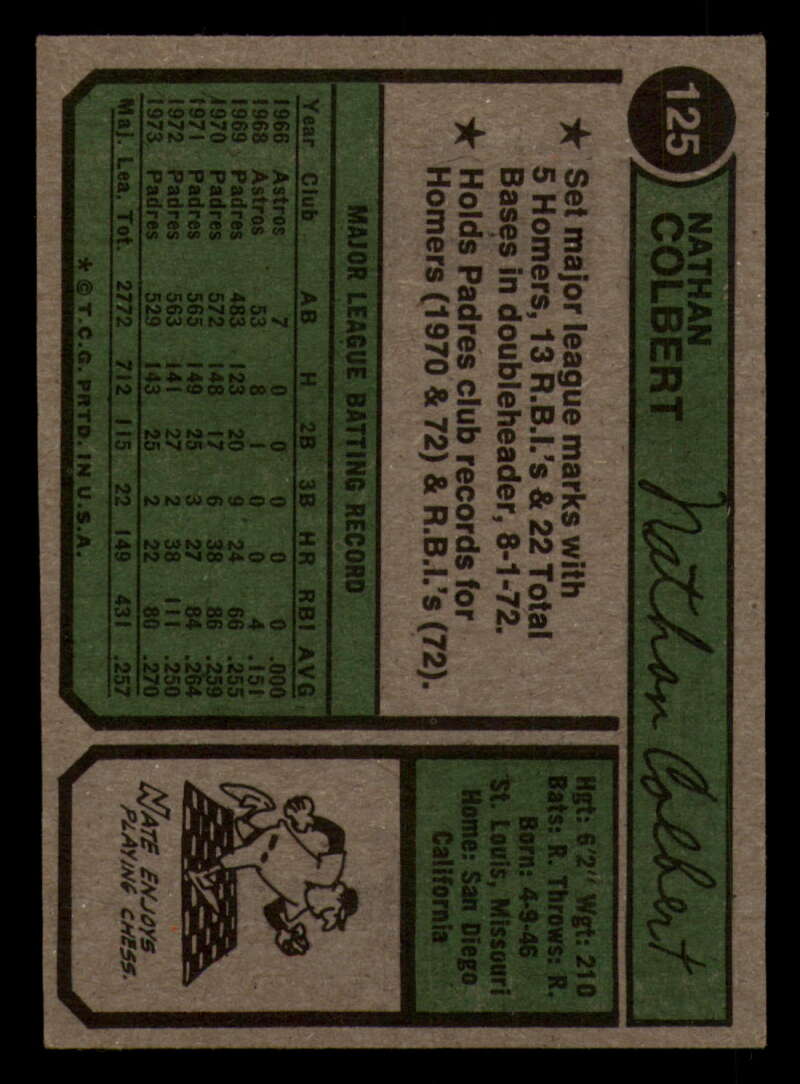 125
NATHAN
COLBERT
Nathan Colbert
★ Set major league marks with
5 Homers, 13 R.B.I.'s & 22 Total
Bases in doubleheader, 8-1-72.
★ Holds Padres club records for
Homers (1970 & 72) & R.B.I.'s (72).
MAJOR LEAGUE BATTING RECORD
Year Club AB H 2B 3B HR RBI AVG
1966 Astros 7 0 0 0 0 0 .000
1968 Astros 53 8 1 0 0 4 .151
1969 Padres 483 123 20 9 24 66 .255
1970 Padres 572 148 17 6 38 86 .259
1971 Padres 565 149 25 3 27 84 .264
1972 Padres 563 141 27 2 38 111 .250
1973 Padres 529 143 25 2 22 80 .270
Maj. Lea. Tot. 2772 712 115 22 149 431 .257
* © T.C.G. PRTD. IN U.S.A.
Hgt: 6'2" Wgt: 210
Bats: R. Throws: R.
Born: 4-9-46
St. Louis, Missouri
Home: San Diego
California
NATE ENJOYS
PLAYING CHESS.